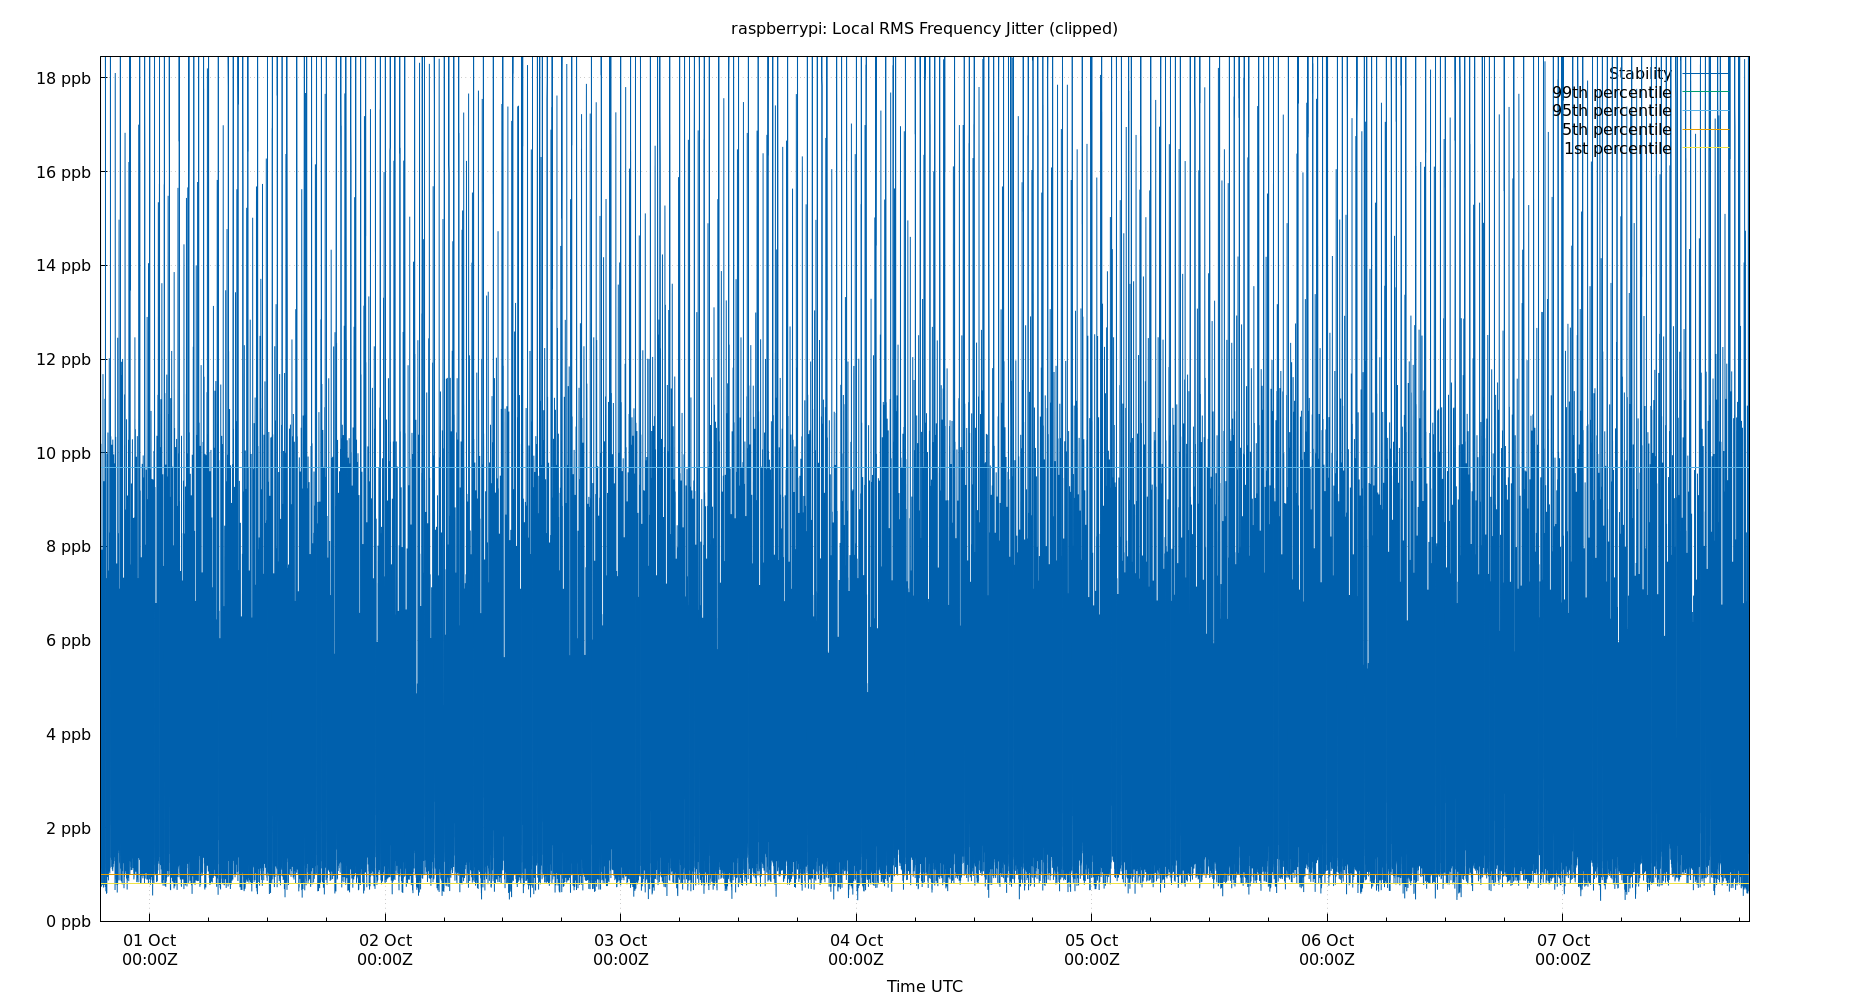 raspberrypi: Local RMS Frequency Jitter (clipped)
18 ppb
16 ppb
14 ppb
12 ppb
10 ppb
8 ppb
6 ppb
4 ppb
2 ppb
0 ppb
Stability
99th percentile
95th percentile
5th percentile
1st percentile
01 Oct 02 Oct 03 Oct 04 Oct 05 Oct 06 Oct 07 Oct
00:00Z 00:00Z 00:00Z 00:00Z 00:00Z 00:00Z 00:00Z
Time UTC